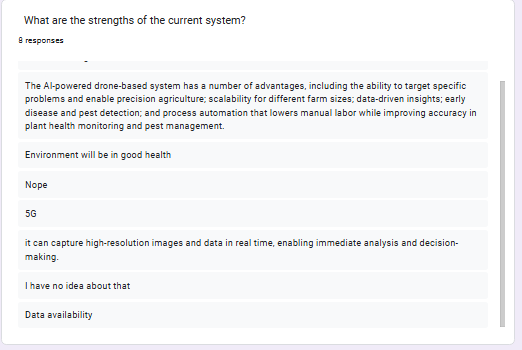 What are the strengths of the current system?
8 responses
The AI-powered drone-based system has a number of advantages, including the ability to target specific
problems and enable precision agriculture; scalability for different farm sizes; data-driven insights; early
disease and pest detection; and process automation that lowers manual labor while improving accuracy in
plant health monitoring and pest management.
Environment will be in good health
Nope
5G
it can capture high-resolution images and data in real time, enabling immediate analysis and decision-
making.
I have no idea about that
Data availability